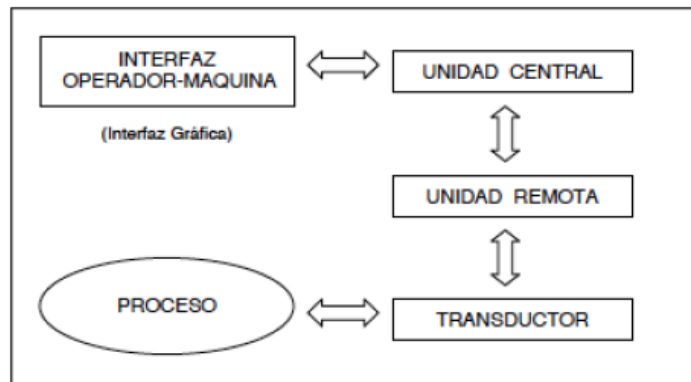 INTERFAZ
OPERADOR-MAQUINA
(Interfaz Gráfica)
UNIDAD CENTRAL
UNIDAD REMOTA
PROCESO
TRANSDUCTOR